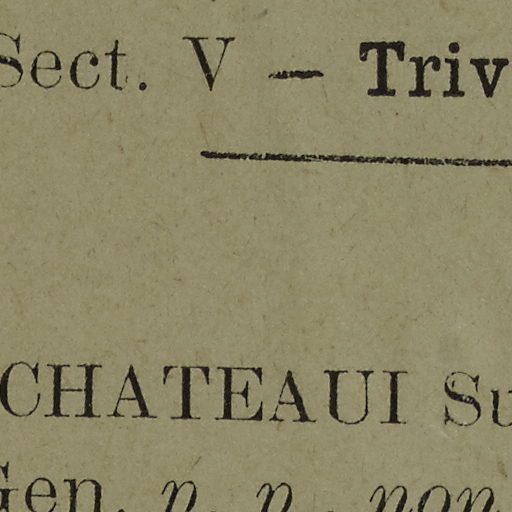 Sect. V — Triv
CHATEAUI Su
Gen. n. n., non